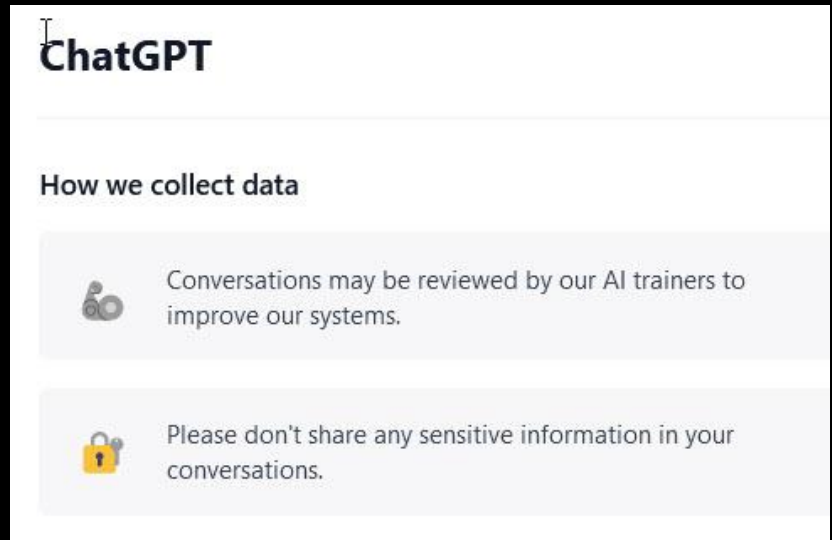 ChatGPT
How we collect data
Conversations may be reviewed by our AI trainers to
improve our systems.
Please don't share any sensitive information in your
conversations.